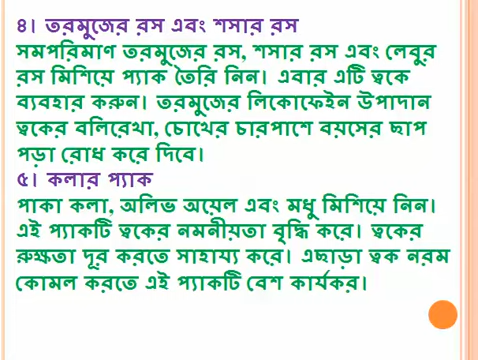 ৪। তরমুজের রস এবং শসার রস
সমপরিমাণ তরমুজের রস, শসার রস এবং লেবুর
রস মিশিয়ে প্যাক তৈরি নিন। এবার এটি ত্বকে
ব্যবহার করুন। তরমুজের লিকোফেইন উপাদান
ত্বকের বলিরেখা, চোখের চারপাশে বয়সের ছাপ
পড়া রোধ করে দিবে।
৫। কলার প্যাক
পাকা কলা, অলিভ অয়েল এবং মধু মিশিয়ে নিন।
এই প্যাকটি ত্বকের নমনীয়তা বৃদ্ধি করে। ত্বকের
রুক্ষতা দূর করতে সাহায্য করে। এছাড়া ত্বক নরম
কোমল করতে এই প্যাকটি বেশ কার্যকর।